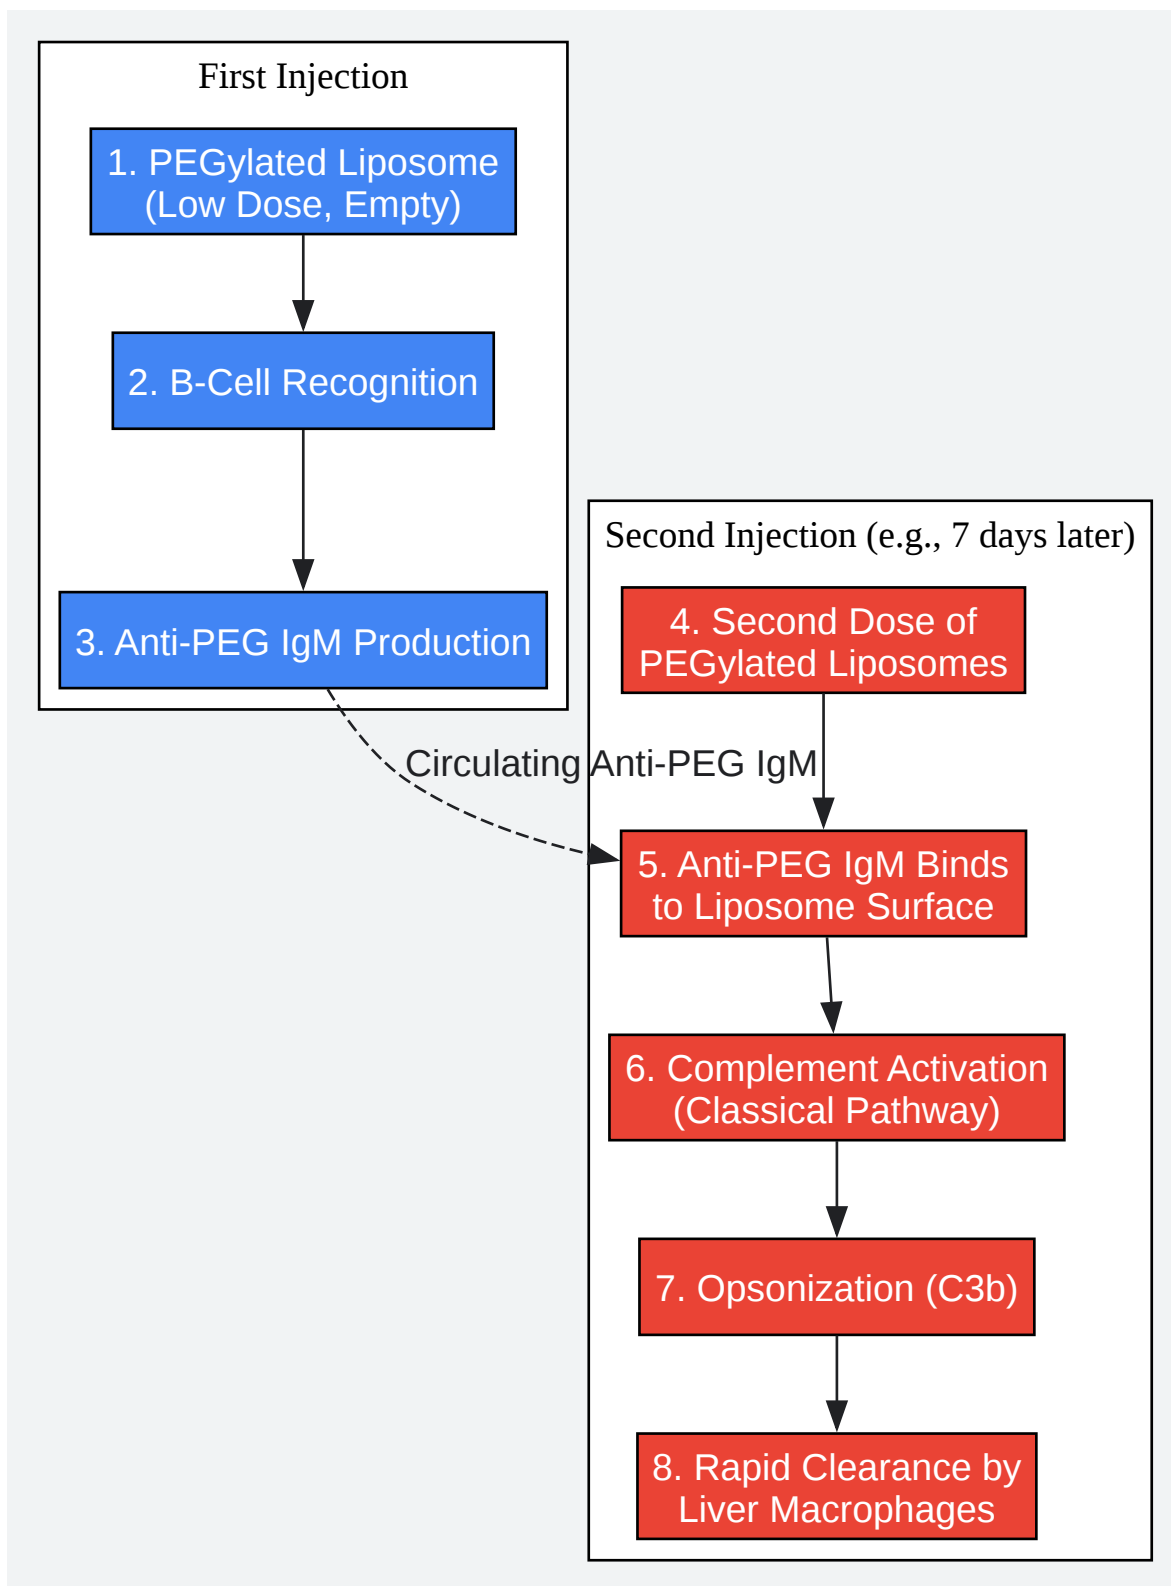 First Injection
1. PEGylated Liposome
(Low Dose, Empty)
2. B-Cell Recognition
3. Anti-PEG IgM Production
Second Injection (e.g., 7 days later)
4. Second Dose of
PEGylated Liposomes
Circulating Anti-PEG IgM
5. Anti-PEG IgM Binds
to Liposome Surface
6. Complement Activation
(Classical Pathway)
7. Opsonization (C3b)
8. Rapid Clearance by
Liver Macrophages